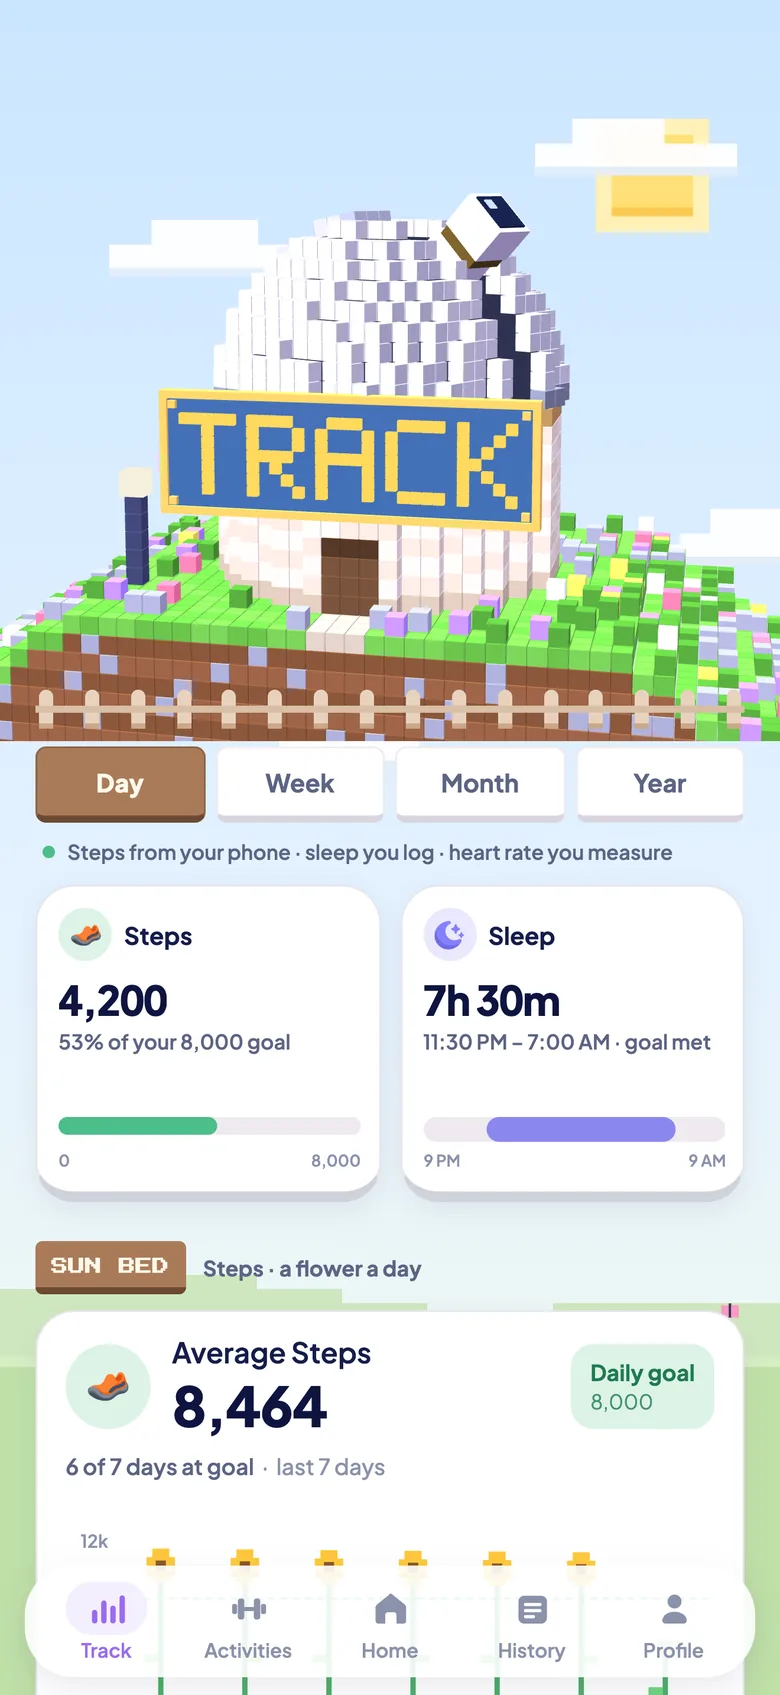 TRACK
Day
Week
Month
Year
Steps from your phone · sleep you log · heart rate you measure
Steps
4,200
53% of your 8,000 goal
0
8,000
Sleep
7h 30m
11:30 PM – 7:00 AM · goal met
9 PM
9 AM
SUN BED
Steps · a flower a day
Average Steps
8,464
Daily goal
8,000
6 of 7 days at goal · last 7 days
12k
Track
Activities
Home
History
Profile